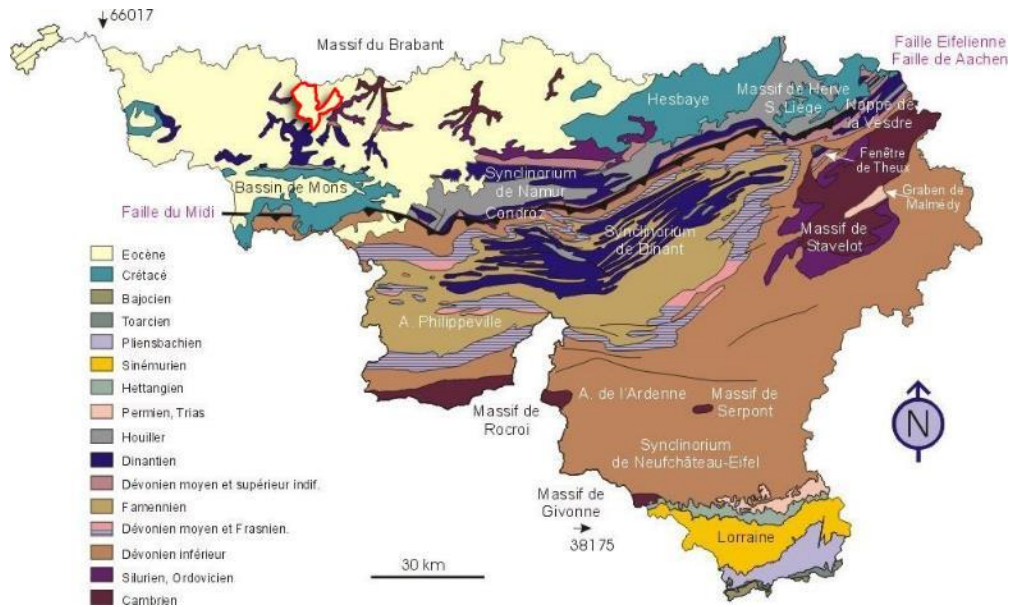 66017
Massif du Brabant
Faille Eifelienne
Faille de Aachen
Hesbaye
Massif de Herve
S. Liège
Nappe de
la Vesdre
Fenêtre
de Theux
Graben de
Malmédy
Synclinorium
de Namur
Bassin de Mons
Faille du Midi
Condroz
Synclinorium
de Dinant
Massif de
Stavelot
A. Philippeville
Massif de
Rocroi
A. de l'Ardenne
Massif de
Serpont
Synclinorium
de Neufchâteau-Eifel
Massif de
Givonne
38175
Lorraine
N
30 km
Eocène
Crétacé
Bajocien
Toarcien
Pliensbachien
Sinémurien
Hettangien
Permien, Trias
Houiller
Dinantien
Dévonien moyen et supérieur indif.
Famennien
Dévonien moyen et Frasnien.
Dévonien inférieur
Silurien, Ordovicien
Cambrien